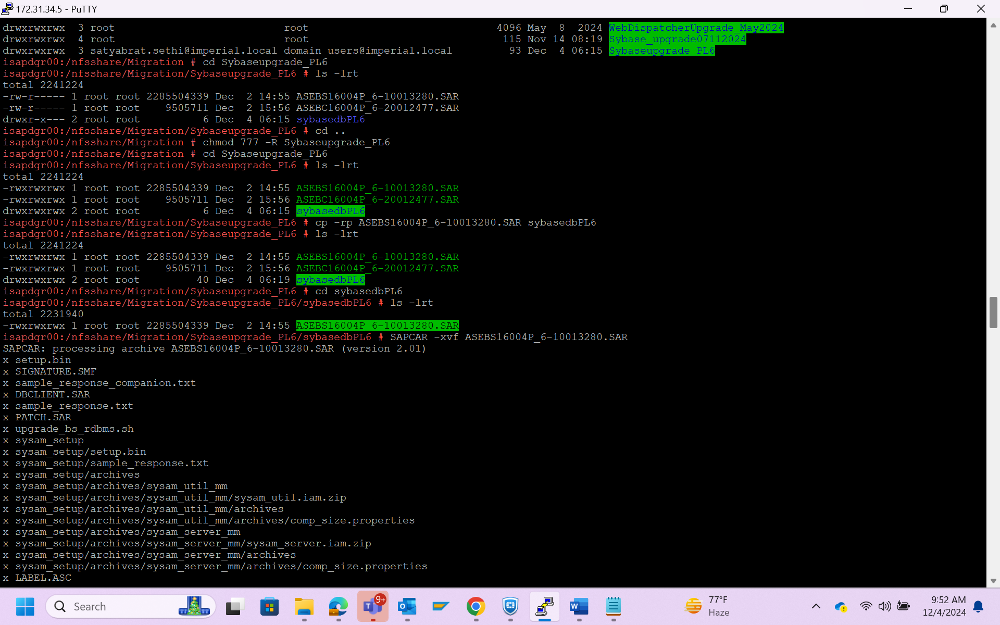 172.31.34.5 - PuTTY
drwxrwxrwx  3 root                           root                              4096 May  8  2024 WebDispatcherUpgrade_May2024
drwxrwxrwx  4 root                           root                               115 Nov 14 08:19 Sybase_upgrade07112024
drwxrwxrwx  3 satyabrat.sethi@imperial.local domain users@imperial.local         93 Dec  4 06:15 Sybaseupgrade_PL6
isapdgr00:/nfsshare/Migration # cd Sybaseupgrade_PL6
isapdgr00:/nfsshare/Migration/Sybaseupgrade_PL6 # ls -lrt
total 2241224
-rw-r----- 1 root root 2285504339 Dec  2 14:55 ASEBS16004P_6-10013280.SAR
-rw-r----- 1 root root    9505711 Dec  2 15:56 ASEBC16004P_6-20012477.SAR
drwxr-x--- 2 root root          6 Dec  4 06:15 sybasedbPL6
isapdgr00:/nfsshare/Migration/Sybaseupgrade_PL6 # cd ..
isapdgr00:/nfsshare/Migration # chmod 777 -R Sybaseupgrade_PL6
isapdgr00:/nfsshare/Migration # cd Sybaseupgrade_PL6
isapdgr00:/nfsshare/Migration/Sybaseupgrade_PL6 # ls -lrt
total 2241224
-rwxrwxrwx 1 root root 2285504339 Dec  2 14:55 ASEBS16004P_6-10013280.SAR
-rwxrwxrwx 1 root root    9505711 Dec  2 15:56 ASEBC16004P_6-20012477.SAR
drwxrwxrwx 2 root root          6 Dec  4 06:15 sybasedbPL6
isapdgr00:/nfsshare/Migration/Sybaseupgrade_PL6 # cp -rp ASEBS16004P_6-10013280.SAR sybasedbPL6
isapdgr00:/nfsshare/Migration/Sybaseupgrade_PL6 # ls -lrt
total 2241224
-rwxrwxrwx 1 root root 2285504339 Dec  2 14:55 ASEBS16004P_6-10013280.SAR
-rwxrwxrwx 1 root root    9505711 Dec  2 15:56 ASEBC16004P_6-20012477.SAR
drwxrwxrwx 2 root root         40 Dec  4 06:19 sybasedbPL6
isapdgr00:/nfsshare/Migration/Sybaseupgrade_PL6 # cd sybasedbPL6
isapdgr00:/nfsshare/Migration/Sybaseupgrade_PL6/sybasedbPL6 # ls -lrt
total 2231940
-rwxrwxrwx 1 root root 2285504339 Dec  2 14:55 ASEBS16004P_6-10013280.SAR
isapdgr00:/nfsshare/Migration/Sybaseupgrade_PL6/sybasedbPL6 # SAPCAR -xvf ASEBS16004P_6-10013280.SAR
SAPCAR: processing archive ASEBS16004P_6-10013280.SAR (version 2.01)
x setup.bin
x SIGNATURE.SMF
x sample_response_companion.txt
x DBCLIENT.SAR
x sample_response.txt
x PATCH.SAR
x upgrade_bs_rdbms.sh
x sysam_setup
x sysam_setup/setup.bin
x sysam_setup/sample_response.txt
x sysam_setup/archives
x sysam_setup/archives/sysam_util_mm
x sysam_setup/archives/sysam_util_mm/sysam_util.iam.zip
x sysam_setup/archives/sysam_util_mm/archives
x sysam_setup/archives/sysam_util_mm/archives/comp_size.properties
x sysam_setup/archives/sysam_server_mm
x sysam_setup/archives/sysam_server_mm/sysam_server.iam.zip
x sysam_setup/archives/sysam_server_mm/archives
x sysam_setup/archives/sysam_server_mm/archives/comp_size.properties
x LABEL.ASC
Search
9+
77°F
Haze
9:52 AM
12/4/2024